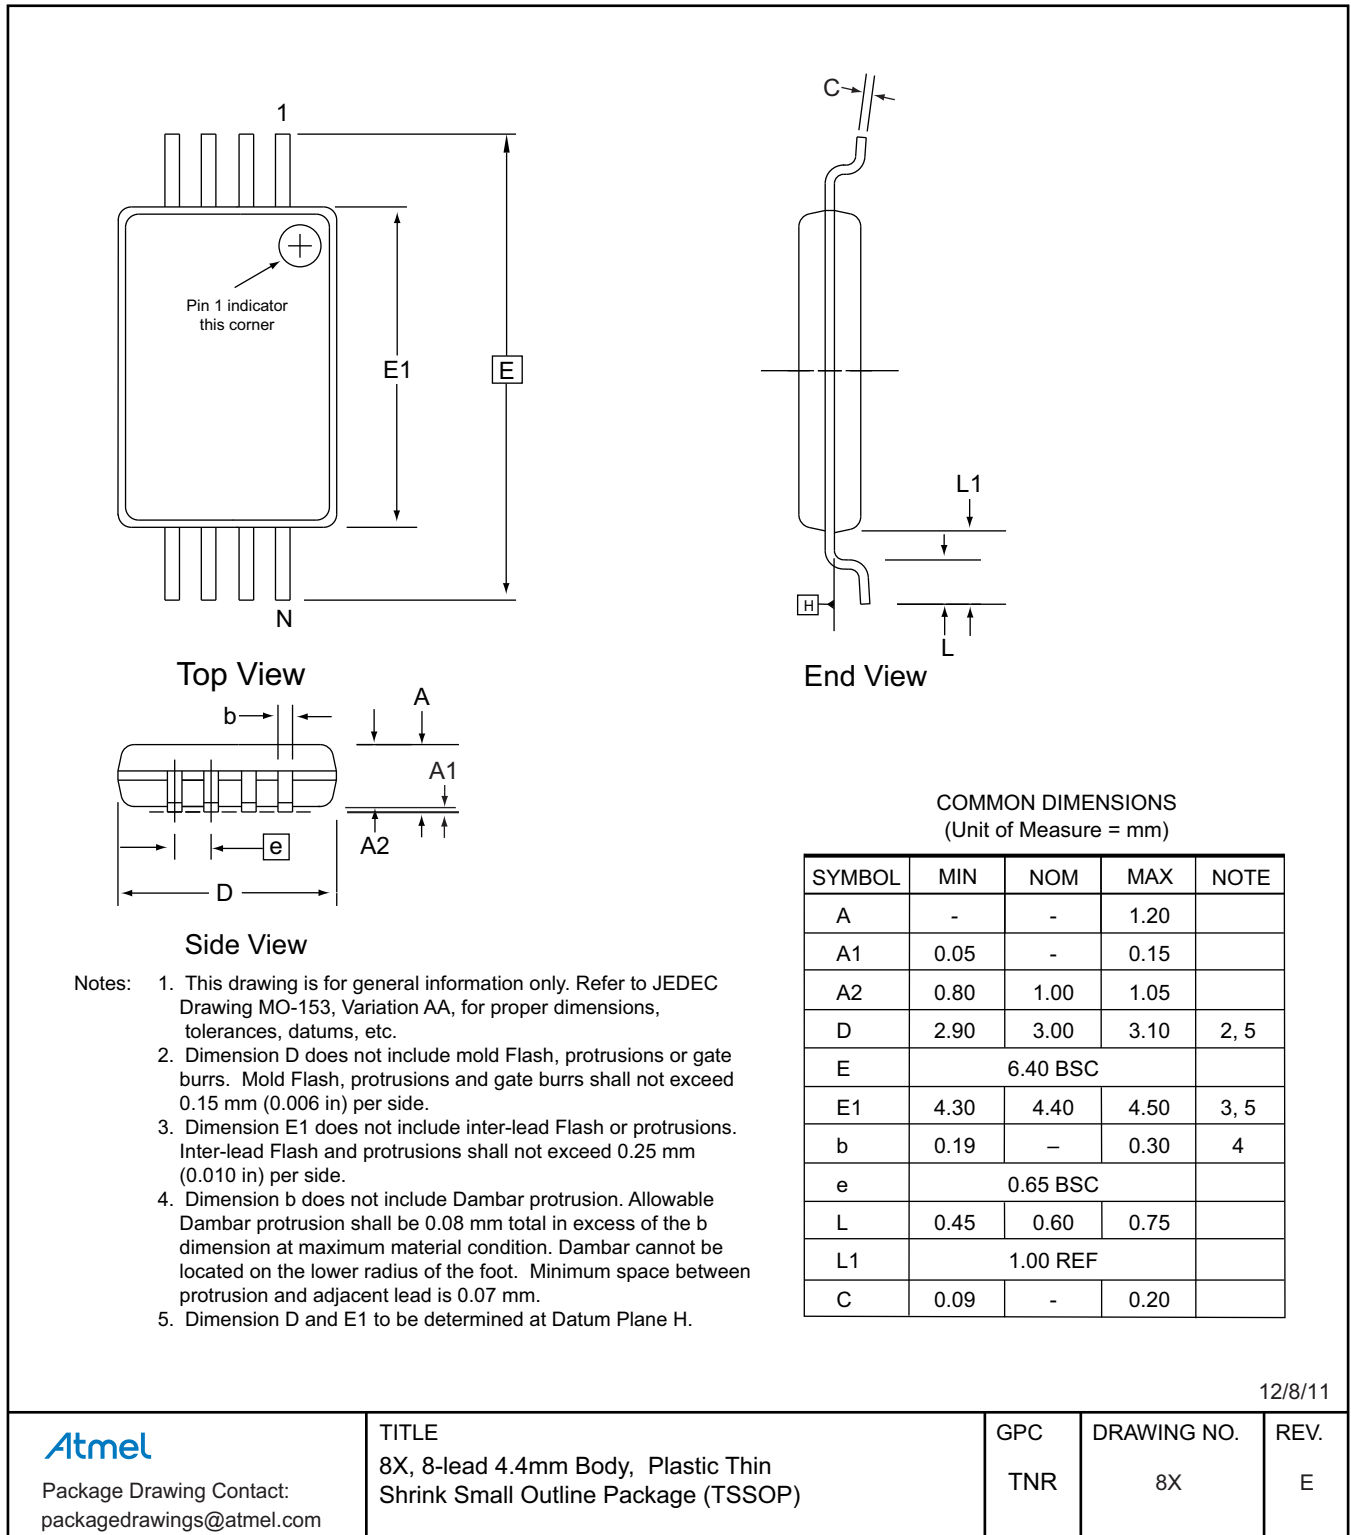 1
Pin 1 indicator
this corner
E1
E
N
Top View
C
L1
H
L
End View
b
A
A1
e
A2
D
Side View
COMMON DIMENSIONS
(Unit of Measure = mm)
SYMBOL MIN NOM MAX NOTE
A - - 1.20
A1 0.05 - 0.15
A2 0.80 1.00 1.05
D 2.90 3.00 3.10 2, 5
E 6.40 BSC
E1 4.30 4.40 4.50 3, 5
b 0.19 – 0.30 4
e 0.65 BSC
L 0.45 0.60 0.75
L1 1.00 REF
C 0.09 - 0.20
Notes: 1. This drawing is for general information only. Refer to JEDEC
Drawing MO-153, Variation AA, for proper dimensions,
tolerances, datums, etc.
2. Dimension D does not include mold Flash, protrusions or gate
burrs. Mold Flash, protrusions and gate burrs shall not exceed
0.15 mm (0.006 in) per side.
3. Dimension E1 does not include inter-lead Flash or protrusions.
Inter-lead Flash and protrusions shall not exceed 0.25 mm
(0.010 in) per side.
4. Dimension b does not include Dambar protrusion. Allowable
Dambar protrusion shall be 0.08 mm total in excess of the b
dimension at maximum material condition. Dambar cannot be
located on the lower radius of the foot. Minimum space between
protrusion and adjacent lead is 0.07 mm.
5. Dimension D and E1 to be determined at Datum Plane H.
12/8/11
Atmel
Package Drawing Contact:
packagedrawings@atmel.com
TITLE
8X, 8-lead 4.4mm Body, Plastic Thin
Shrink Small Outline Package (TSSOP)
GPC
TNR
DRAWING NO.
8X
REV.
E